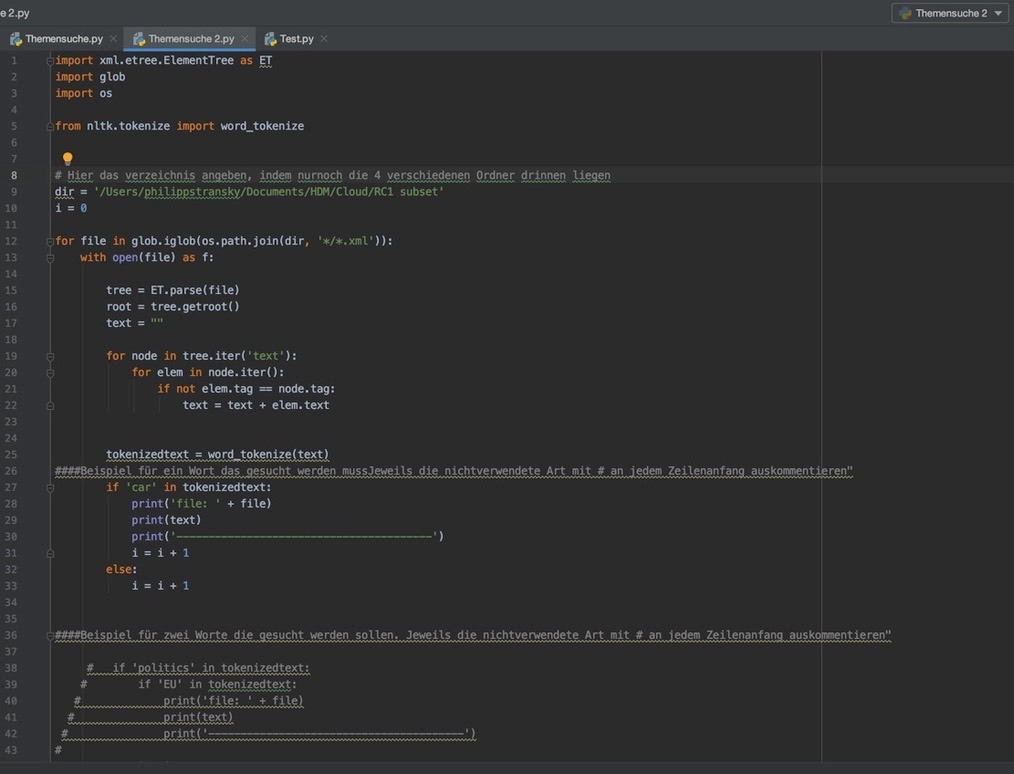 e 2.py
Themensuche 2
Themensuche.py Themensuche 2.py Test.py
1 import xml.etree.ElementTree as ET
2 import glob
3 import os
4
5 from nltk.tokenize import word_tokenize
6
7
8 # Hier das verzeichnis angeben, indem nurnoch die 4 verschiedenen Ordner drinnen liegen
9 dir = '/Users/philippstransky/Documents/HDM/Cloud/RC1 subset'
10 i = 0
11
12 for file in glob.iglob(os.path.join(dir, '*/*.xml')):
13 with open(file) as f:
14
15 tree = ET.parse(file)
16 root = tree.getroot()
17 text = ""
18
19 for node in tree.iter('text'):
20 for elem in node.iter():
21 if not elem.tag == node.tag:
22 text = text + elem.text
23
24
25 tokenizedtext = word_tokenize(text)
26 ####Beispiel für ein Wort das gesucht werden mussJeweils die nichtverwendete Art mit # an jedem Zeilenanfang auskommentieren"
27 if 'car' in tokenizedtext:
28 print('file: ' + file)
29 print(text)
30 print('----------------------------------------')
31 i = i + 1
32 else:
33 i = i + 1
34
35
36 ####Beispiel für zwei Worte die gesucht werden sollen. Jeweils die nichtverwendete Art mit # an jedem Zeilenanfang auskommentieren"
37
38 # if 'politics' in tokenizedtext:
39 # if 'EU' in tokenizedtext:
40 # print('file: ' + file)
41 # print(text)
42 # print('----------------------------------------')
43 #